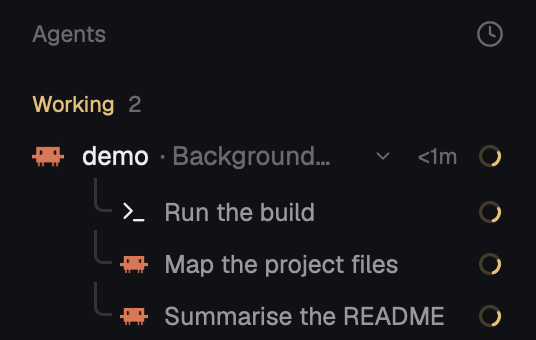 Agents
Working 2
demo · Background... <1m
Run the build
Map the project files
Summarise the README